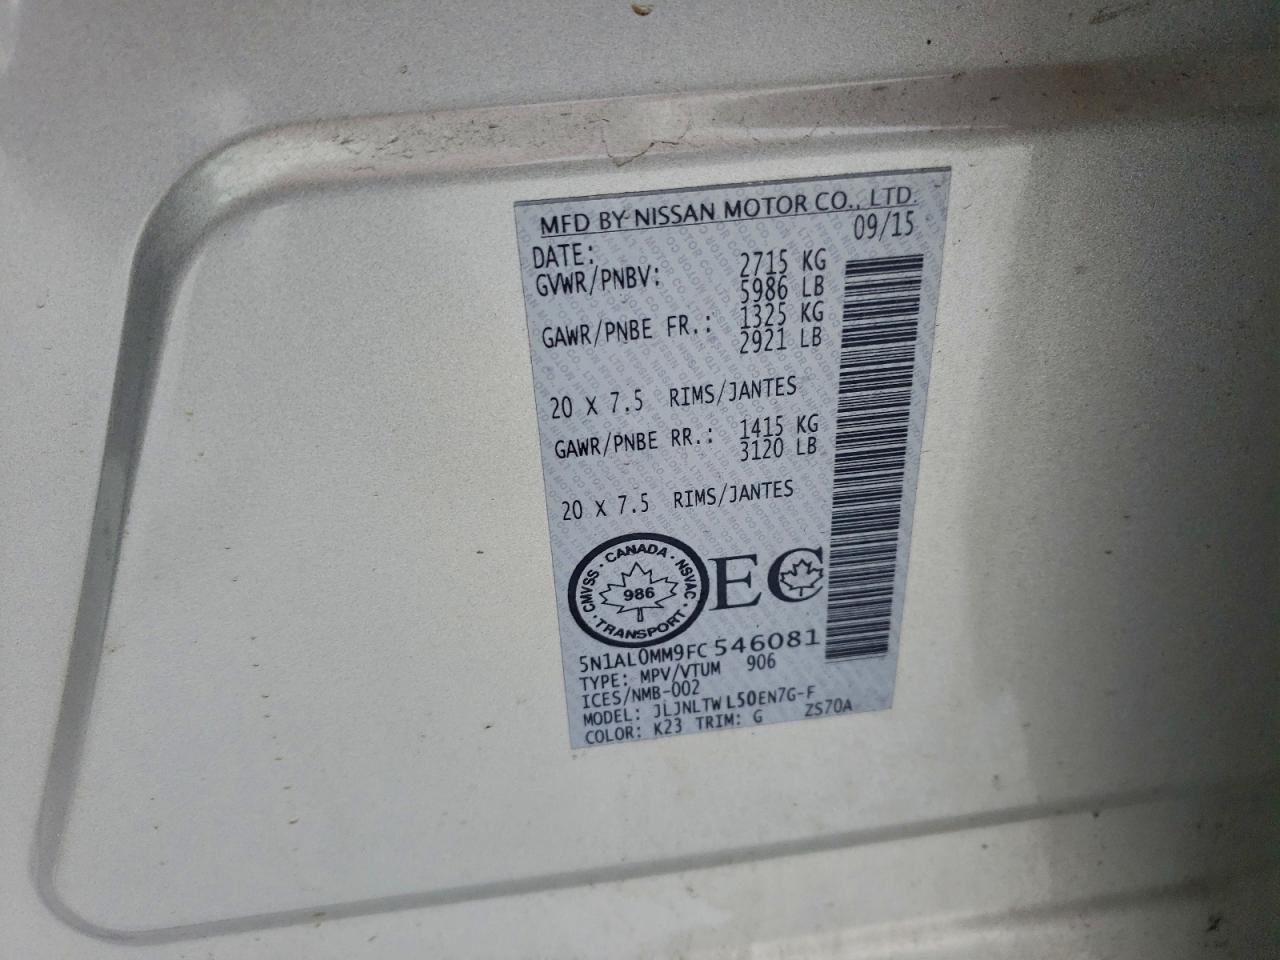 MFD BY NISSAN MOTOR CO., LTD.
DATE: 09/15
GVWR/PNBV: 2715 KG
5986 LB
GAWR/PNBE FR.: 1325 KG
2921 LB
20 X 7.5 RIMS/JANTES
GAWR/PNBE RR.: 1415 KG
3120 LB
20 X 7.5 RIMS/JANTES
CMVSS · CANADA · NSVAC · TRANSPORT ·
986
EC
5N1AL0MM9FC546081
TYPE: MPV/VTUM 906
ICES/NMB-002
MODEL: JLJNLTWL50EN7G-F
COLOR: K23 TRIM: G ZS70A